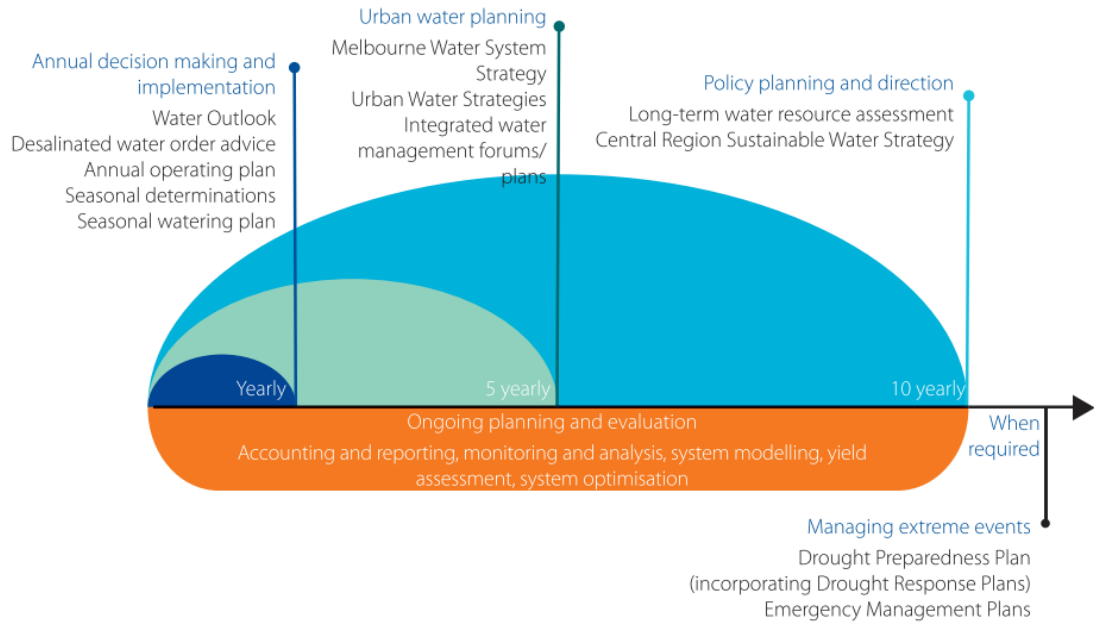 Urban water planning
Melbourne Water System
Strategy
Urban Water Strategies
Integrated water
management forums/
plans
Annual decision making and
implementation
Water Outlook
Desalinated water order advice
Annual operating plan
Seasonal determinations
Seasonal watering plan
Policy planning and direction
Long-term water resource assessment
Central Region Sustainable Water Strategy
Yearly
5 yearly
10 yearly
Ongoing planning and evaluation
Accounting and reporting, monitoring and analysis, system modelling, yield
assessment, system optimisation
When
required
Managing extreme events
Drought Preparedness Plan
(incorporating Drought Response Plans)
Emergency Management Plans